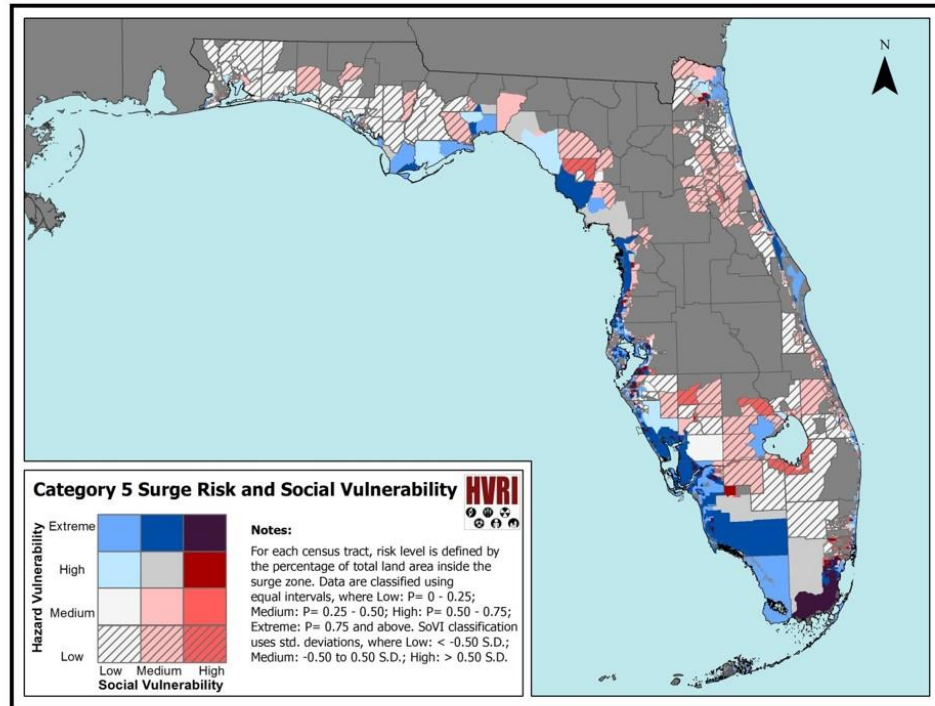 N
Category 5 Surge Risk and Social Vulnerability
HVRI
Hazard Vulnerability
Extreme
High
Medium
Low
Low Medium High
Social Vulnerability
Notes:
For each census tract, risk level is defined by
the percentage of total land area inside the
surge zone. Data are classified using
equal intervals, where Low: P= 0 - 0.25;
Medium: P= 0.25 - 0.50; High: P= 0.50 - 0.75;
Extreme: P= 0.75 and above. SoVI classification
uses std. deviations, where Low: < -0.50 S.D.;
Medium: -0.50 to 0.50 S.D.; High: > 0.50 S.D.